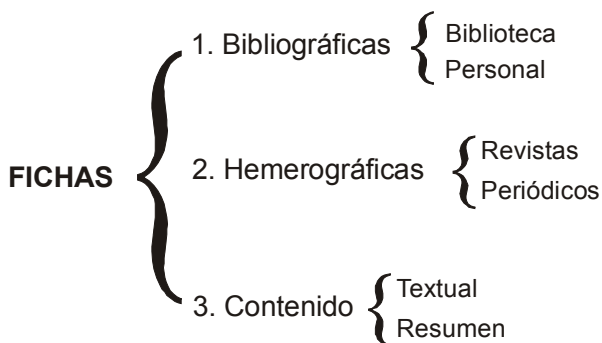 FICHAS
1. Bibliográficas
Biblioteca
Personal
2. Hemerográficas
Revistas
Periódicos
3. Contenido
Textual
Resumen